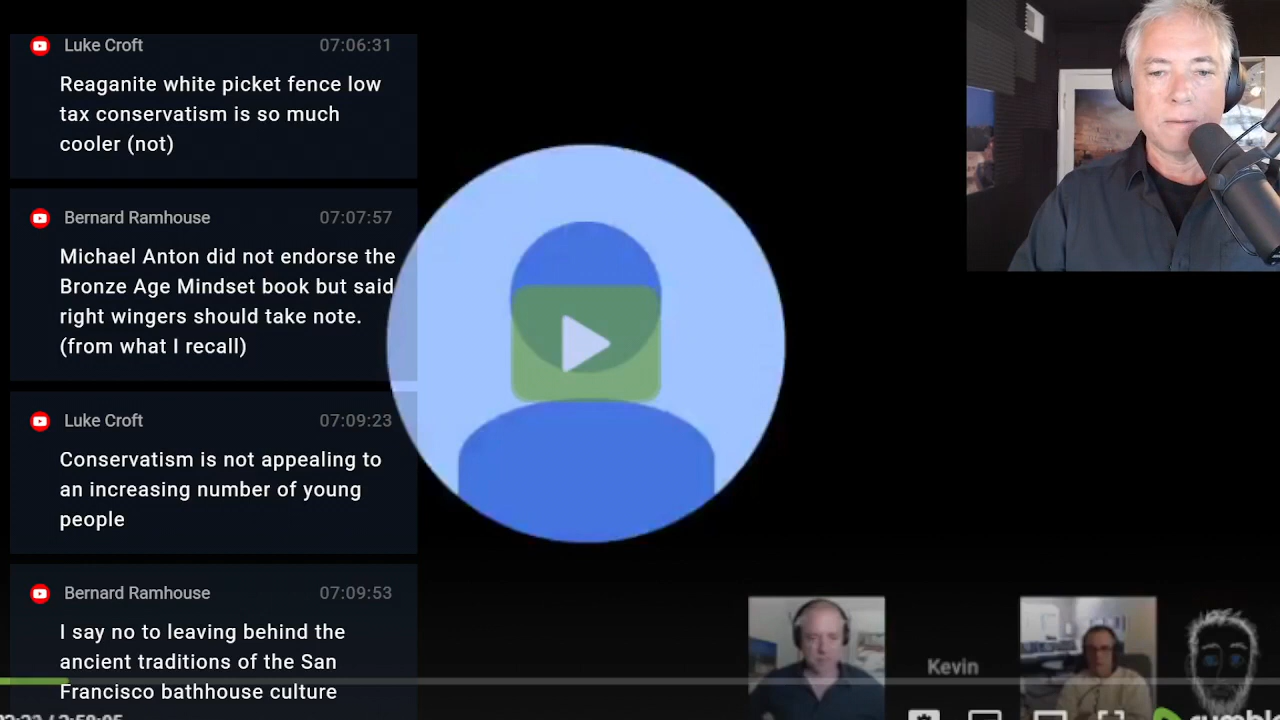 Luke Croft 07:06:31
Reaganite white picket fence low
tax conservatism is so much
cooler (not)
Bernard Ramhouse 07:07:57
Michael Anton did not endorse the
Bronze Age Mindset book but said
right wingers should take note.
(from what I recall)
Luke Croft 07:09:23
Conservatism is not appealing to
an increasing number of young
people
Bernard Ramhouse 07:09:53
I say no to leaving behind the
ancient traditions of the San
Francisco bathhouse culture
Kevin